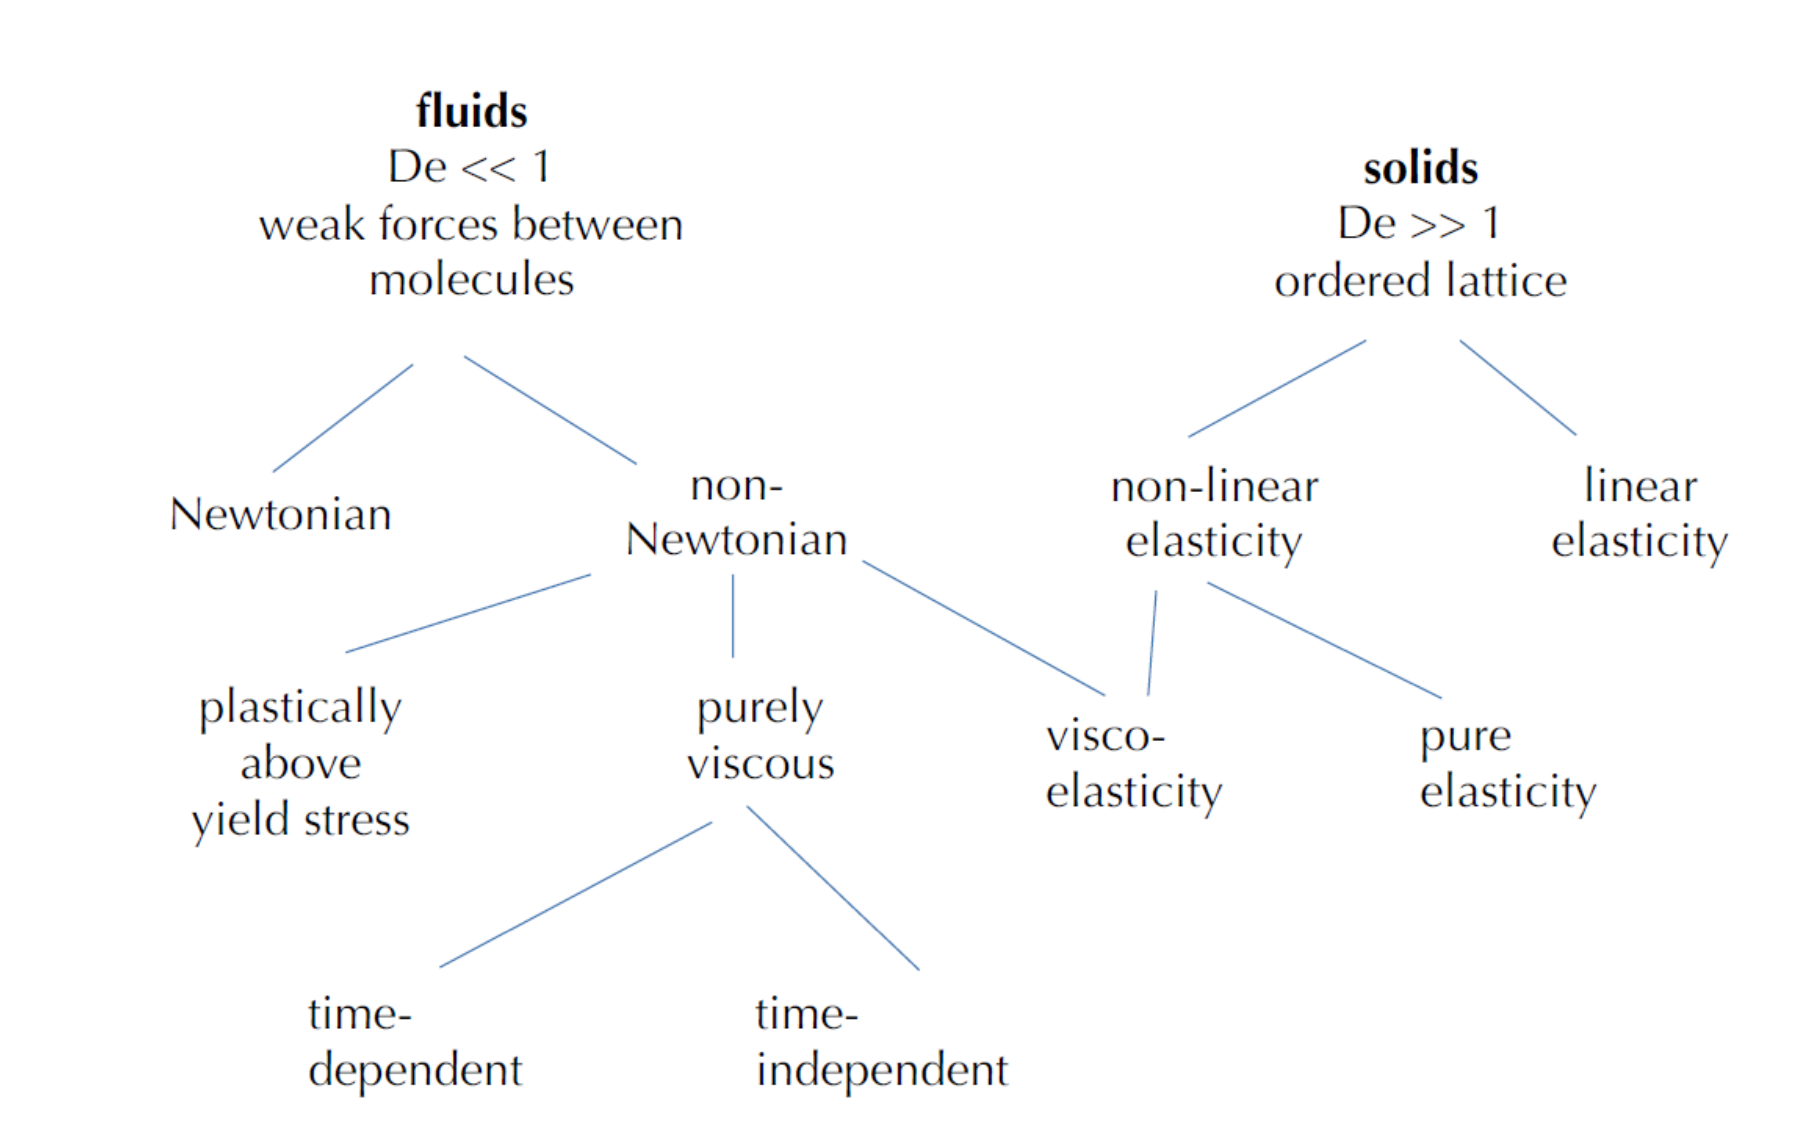 fluids
De << 1
weak forces between
molecules
solids
De >> 1
ordered lattice
Newtonian
non-
Newtonian
non-linear
elasticity
linear
elasticity
plastically
above
yield stress
purely
viscous
visco-
elasticity
pure
elasticity
time-
dependent
time-
independent